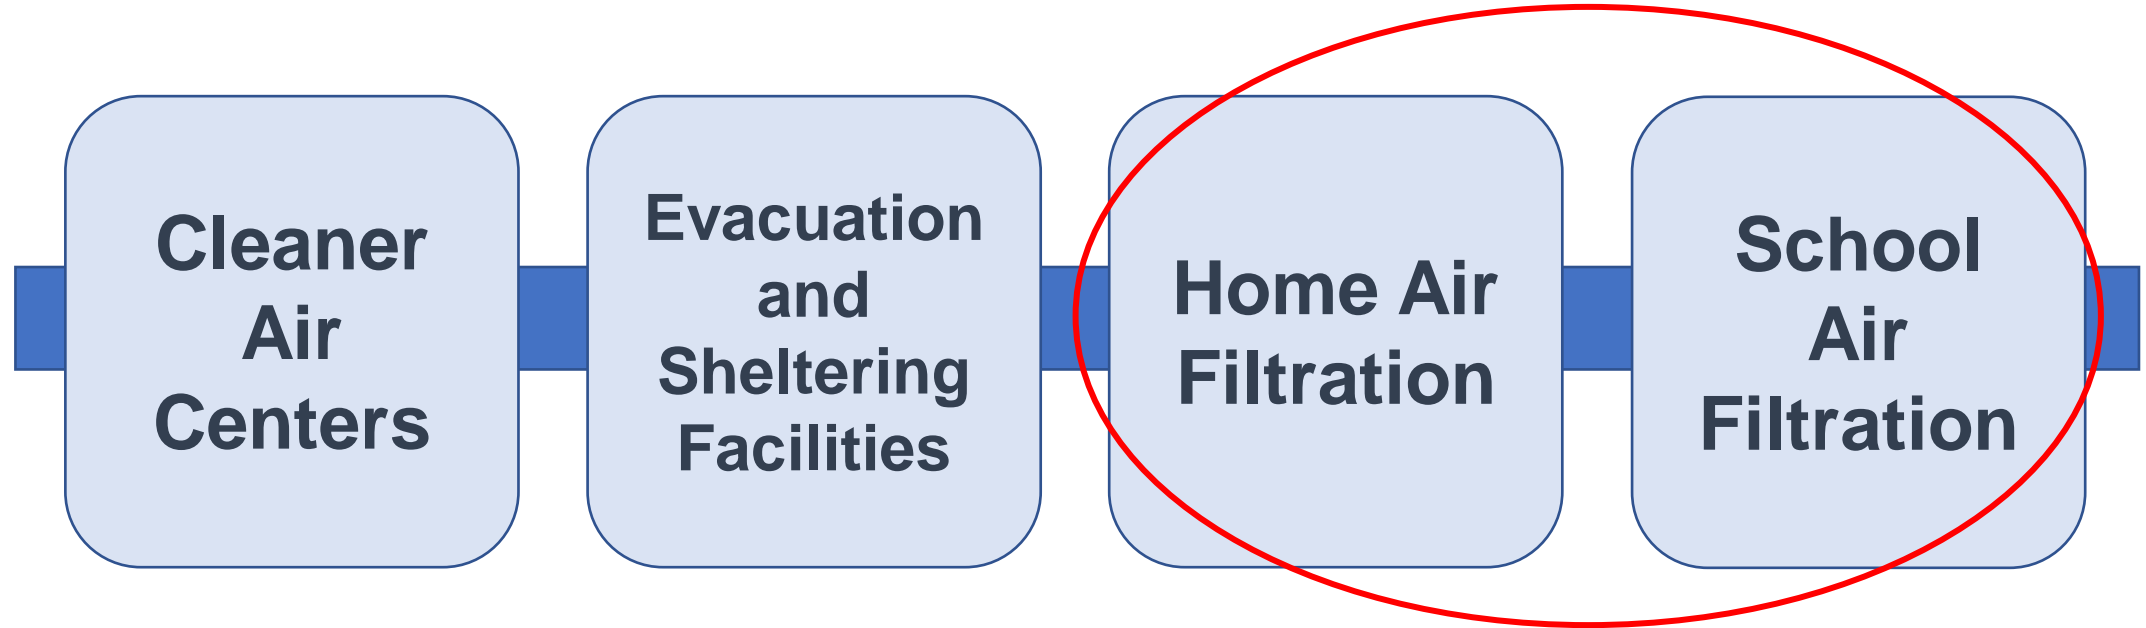 Cleaner
Air
Centers
Evacuation
and
Sheltering
Facilities
Home Air
Filtration
School
Air
Filtration